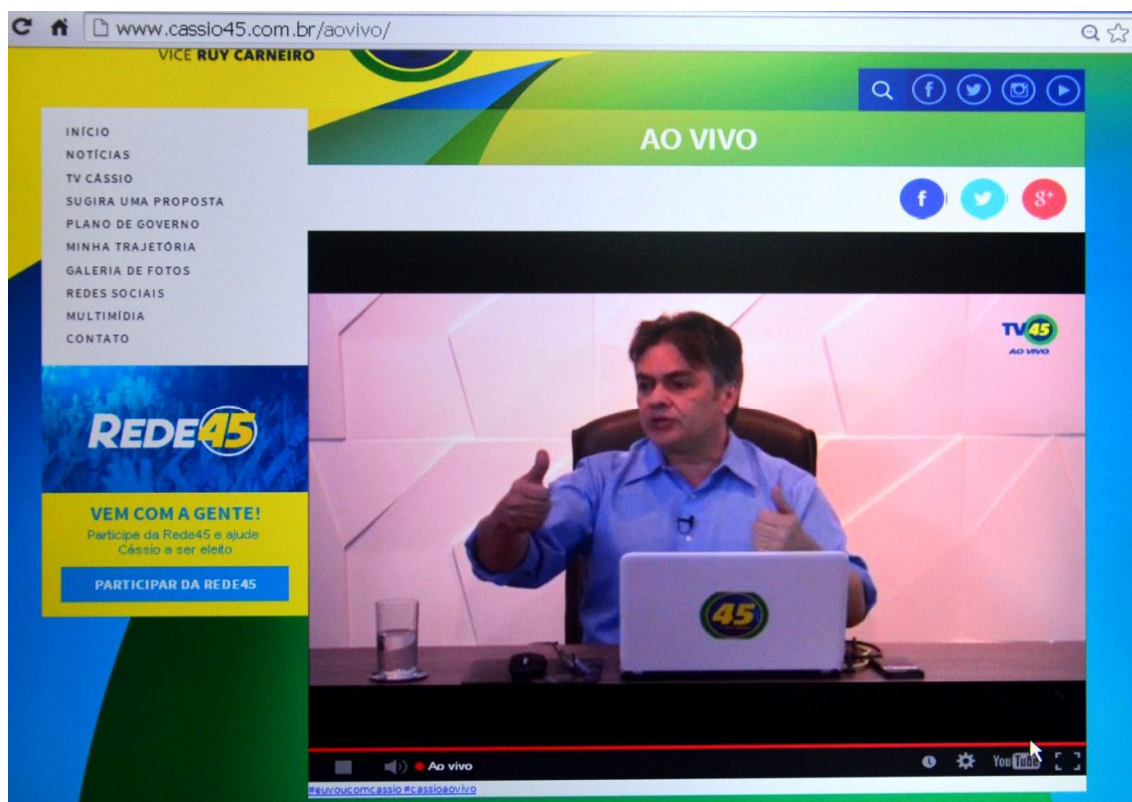 www.cassio45.com.br/aovivo/
VICE RUY CARNEIRO
f
AO VIVO
INÍCIO
NOTÍCIAS
TV CÁSSIO
SUGIRA UMA PROPOSTA
PLANO DE GOVERNO
MINHA TRAJETÓRIA
GALERIA DE FOTOS
REDES SOCIAIS
MULTIMÍDIA
CONTATO
f
8+
TV45
AO VIVO
REDE45
VEM COM A GENTE!
Participe da Rede45 e ajude
Cássio a ser eleito
PARTICIPAR DA REDE45
45
Ao vivo
YouTube
#euvoucomcassio #cassioaovivo